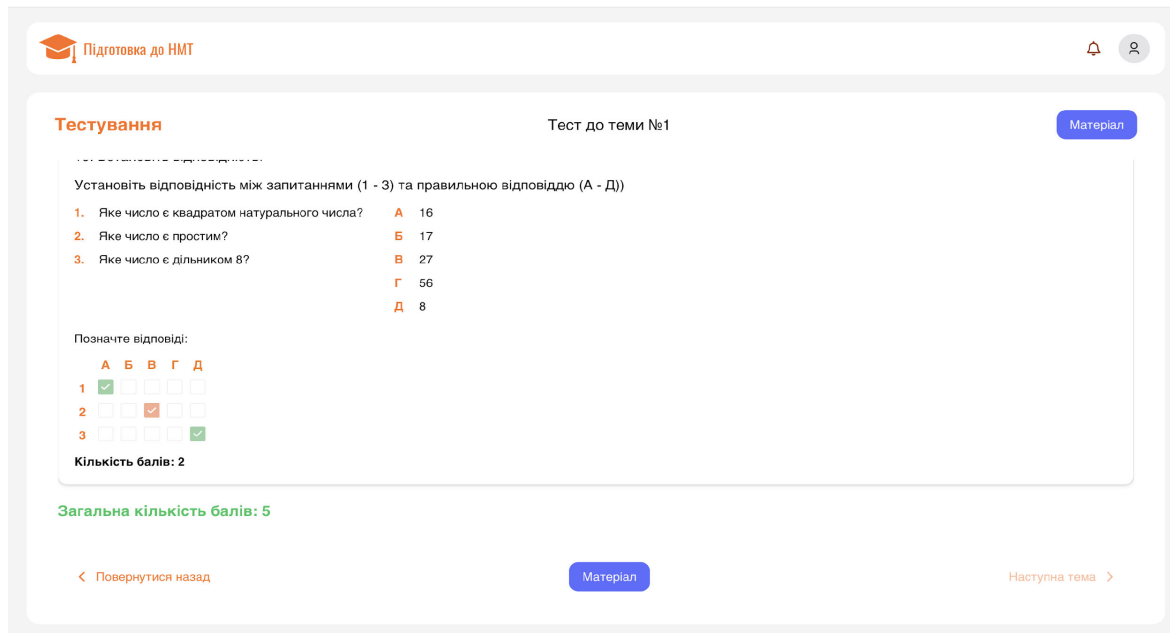 Підготовка до НМТ
Тестування
Тест до теми №1
Матеріал
Установіть відповідність між запитаннями (1 - 3) та правильною відповіддю (А - Д))
1. Яке число є квадратом натурального числа? А 16
2. Яке число є простим? Б 17
3. Яке число є дільником 8? В 27
Г 56
Д 8
Позначте відповіді:
А Б В Г Д
1
2
3
Кількість балів: 2
Загальна кількість балів: 5
Повернутися назад
Матеріал
Наступна тема